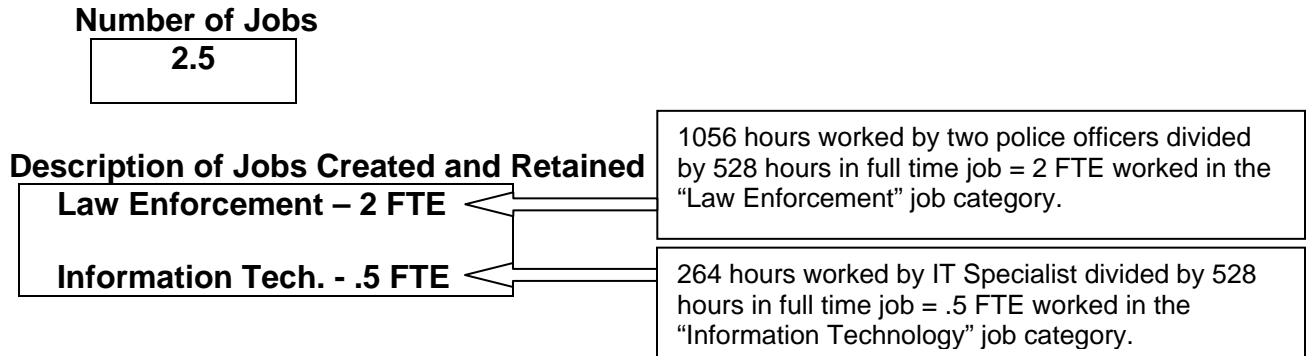 Number of Jobs
2.5
Description of Jobs Created and Retained
Law Enforcement – 2 FTE
Information Tech. - .5 FTE
1056 hours worked by two police officers divided
by 528 hours in full time job = 2 FTE worked in the
“Law Enforcement” job category.
264 hours worked by IT Specialist divided by 528
hours in full time job = .5 FTE worked in the
“Information Technology” job category.